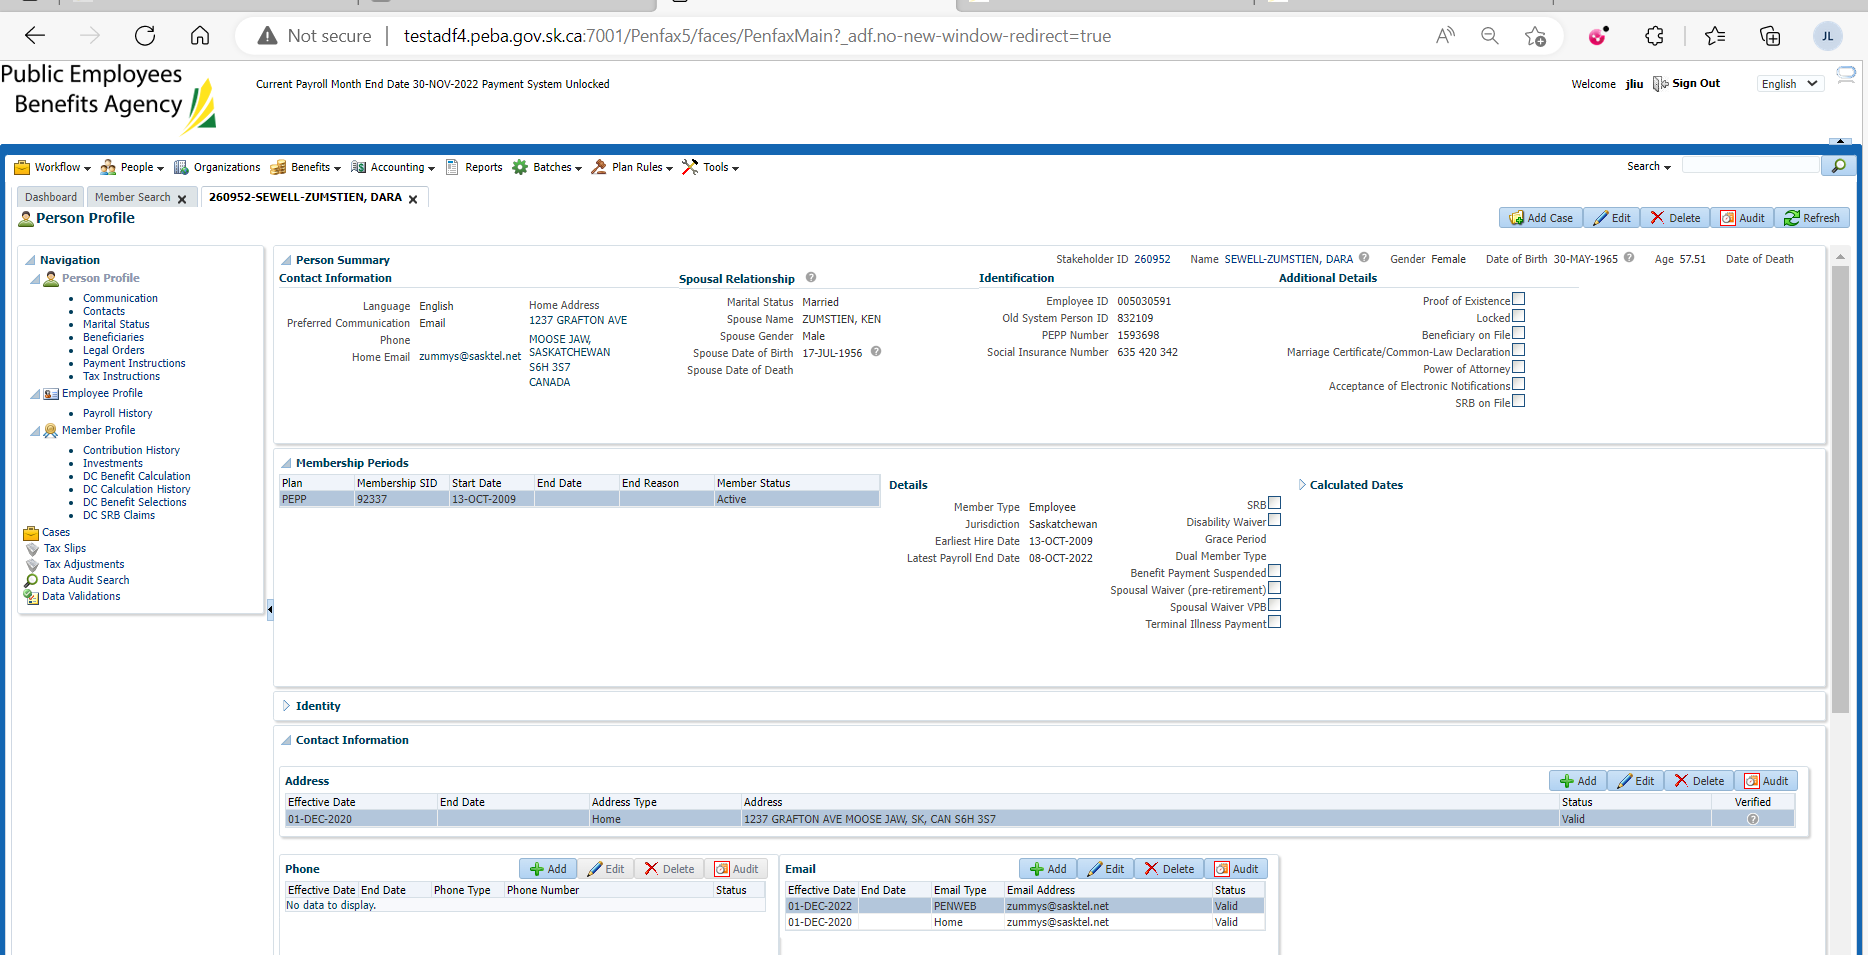 Not secure | testadf4.peba.gov.sk.ca:7001/Penfax5/faces/PenfaxMain?_adf.no-new-window-redirect=true
JL
Public Employees
Benefits Agency
Current Payroll Month End Date 30-NOV-2022 Payment System Unlocked
Welcome jliu Sign Out English
Workflow People Organizations Benefits Accounting Reports Batches Plan Rules Tools Search
Dashboard Member Search 260952-SEWELL-ZUMSTIEN, DARA
Person Profile
Add Case Edit Delete Audit Refresh
Navigation
Person Profile
Communication
Contacts
Marital Status
Beneficiaries
Legal Orders
Payment Instructions
Tax Instructions
Employee Profile
Payroll History
Member Profile
Contribution History
Investments
DC Benefit Calculation
DC Calculation History
DC Benefit Selections
DC SRB Claims
Cases
Tax Slips
Tax Adjustments
Data Audit Search
Data Validations
Person Summary
Stakeholder ID 260952 Name SEWELL-ZUMSTIEN, DARA Gender Female Date of Birth 30-MAY-1965 Age 57.51 Date of Death
Contact Information
Language English
Preferred Communication Email
Phone
Home Email zummys@sasktel.net
Home Address
1237 GRAFTON AVE
MOOSE JAW,
SASKATCHEWAN
S6H 3S7
CANADA
Spousal Relationship
Marital Status Married
Spouse Name ZUMSTIEN, KEN
Spouse Gender Male
Spouse Date of Birth 17-JUL-1956
Spouse Date of Death
Identification
Employee ID 005030591
Old System Person ID 832109
PEPP Number 1593698
Social Insurance Number 635 420 342
Additional Details
Proof of Existence
Locked
Beneficiary on File
Marriage Certificate/Common-Law Declaration
Power of Attorney
Acceptance of Electronic Notifications
SRB on File
Membership Periods
Plan Membership SID Start Date End Date End Reason Member Status
PEPP 92337 13-OCT-2009 Active
Details
Member Type Employee
Jurisdiction Saskatchewan
Earliest Hire Date 13-OCT-2009
Latest Payroll End Date 08-OCT-2022
SRB
Disability Waiver
Grace Period
Dual Member Type
Benefit Payment Suspended
Spousal Waiver (pre-retirement)
Spousal Waiver VPB
Terminal Illness Payment
Calculated Dates
Identity
Contact Information
Address
Add Edit Delete Audit
Effective Date End Date Address Type Address Status Verified
01-DEC-2020 Home 1237 GRAFTON AVE MOOSE JAW, SK, CAN S6H 3S7 Valid
Phone
Add Edit Delete Audit
Effective Date End Date Phone Type Phone Number Status
No data to display.
Email
Add Edit Delete Audit
Effective Date End Date Email Type Email Address Status
01-DEC-2022 PENWEB zummys@sasktel.net Valid
01-DEC-2020 Home zummys@sasktel.net Valid